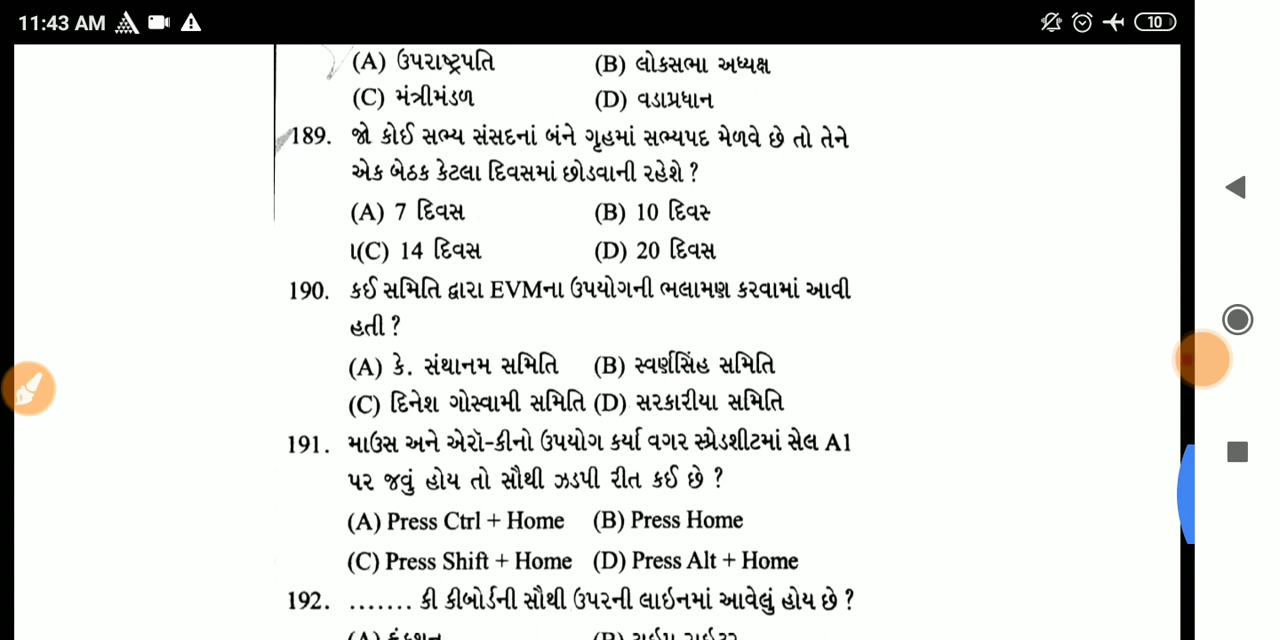 11:43 AM
10
(A) ઉપરાષ્ટ્રપતિ (B) લોકસભા અધ્યક્ષ
(C) મંત્રીમંડળ (D) વડાપ્રધાન
189. જો કોઈ સભ્ય સંસદનાં બંને ગૃહમાં સભ્યપદ મેળવે છે તો તેને
એક બેઠક કેટલા દિવસમાં છોડવાની રહેશે ?
(A) 7 દિવસ (B) 10 દિવસ
(C) 14 દિવસ (D) 20 દિવસ
190. કઈ સમિતિ દ્વારા EVMના ઉપયોગની ભલામણ કરવામાં આવી
હતી ?
(A) કે. સંથાનમ સમિતિ (B) સ્વર્ણસિંહ સમિતિ
(C) દિનેશ ગોસ્વામી સમિતિ (D) સરકારીયા સમિતિ
191. માઉસ અને એરૉ-કીનો ઉપયોગ કર્યા વગર સ્પ્રેડશીટમાં સેલ A1
પર જવું હોય તો સૌથી ઝડપી રીત કઈ છે ?
(A) Press Ctrl + Home (B) Press Home
(C) Press Shift + Home (D) Press Alt + Home
192. ....... કી કીબોર્ડની સૌથી ઉપરની લાઇનમાં આવેલું હોય છે ?
(A) (B)